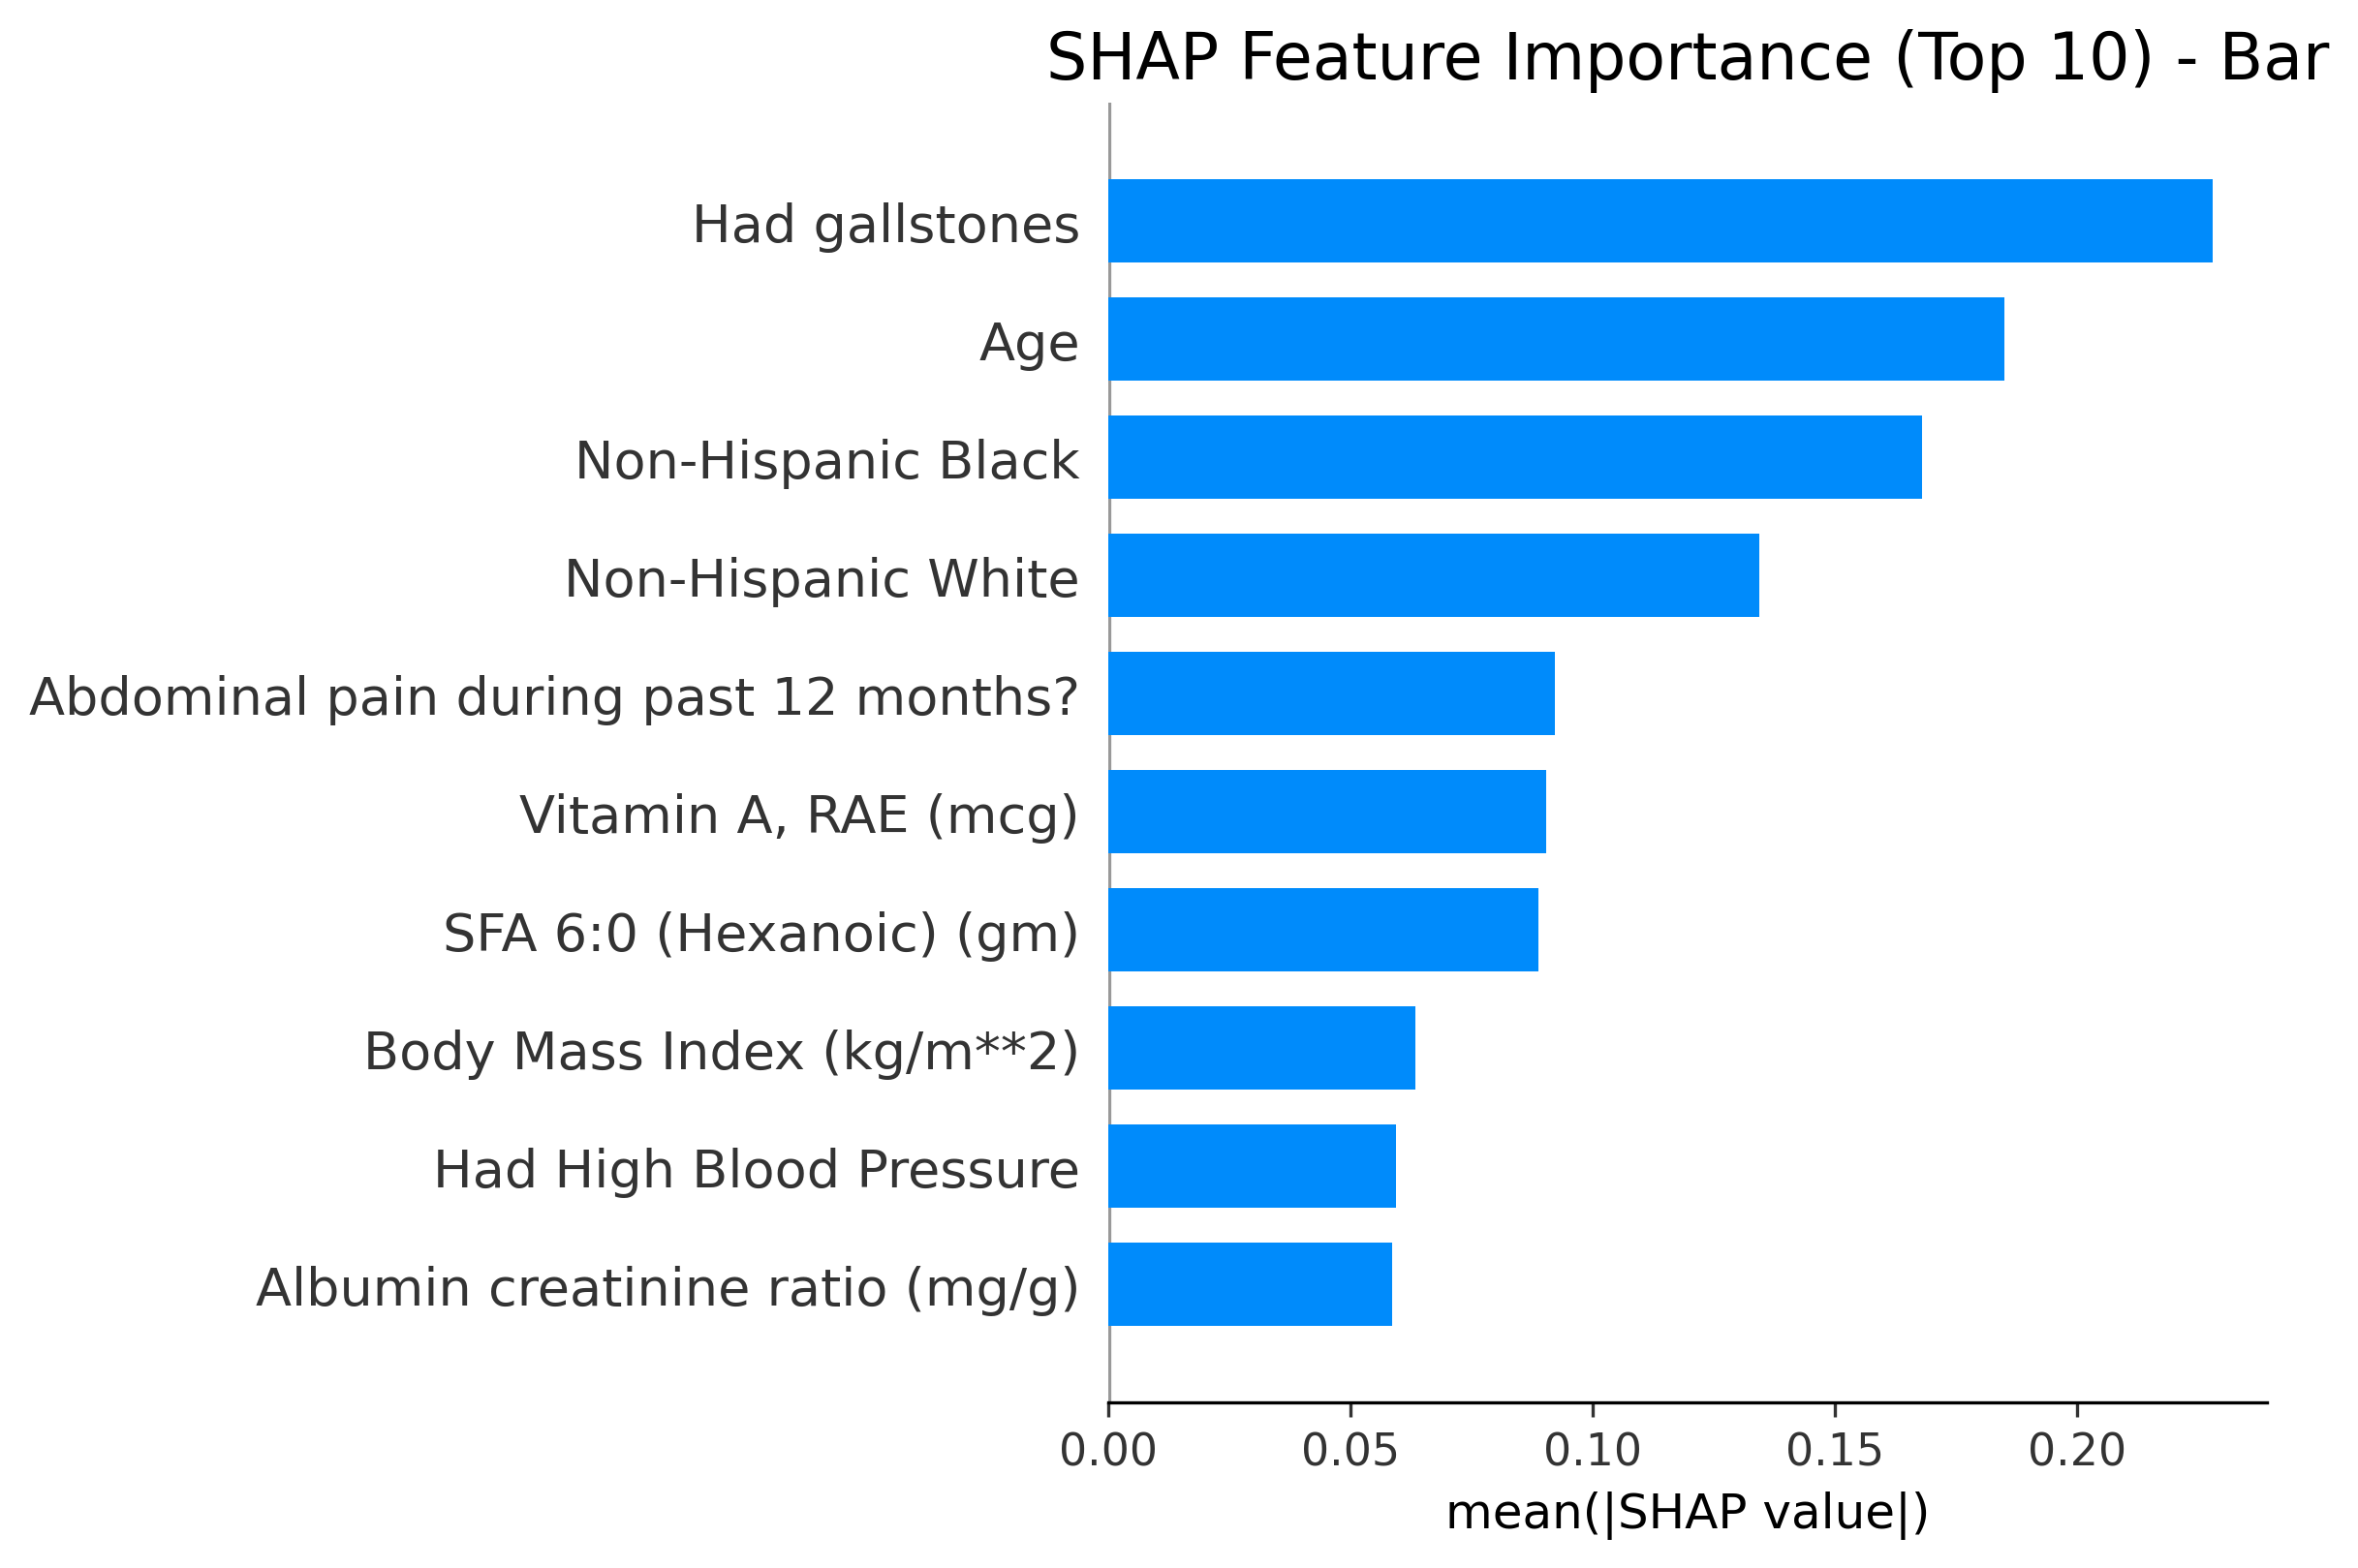 SHAP Feature Importance (Top 10) - Bar
Had gallstones
Age
Non-Hispanic Black
Non-Hispanic White
Abdominal pain during past 12 months?
Vitamin A, RAE (mcg)
SFA 6:0 (Hexanoic) (gm)
Body Mass Index (kg/m**2)
Had High Blood Pressure
Albumin creatinine ratio (mg/g)
0.00 0.05 0.10 0.15 0.20
mean(|SHAP value|)